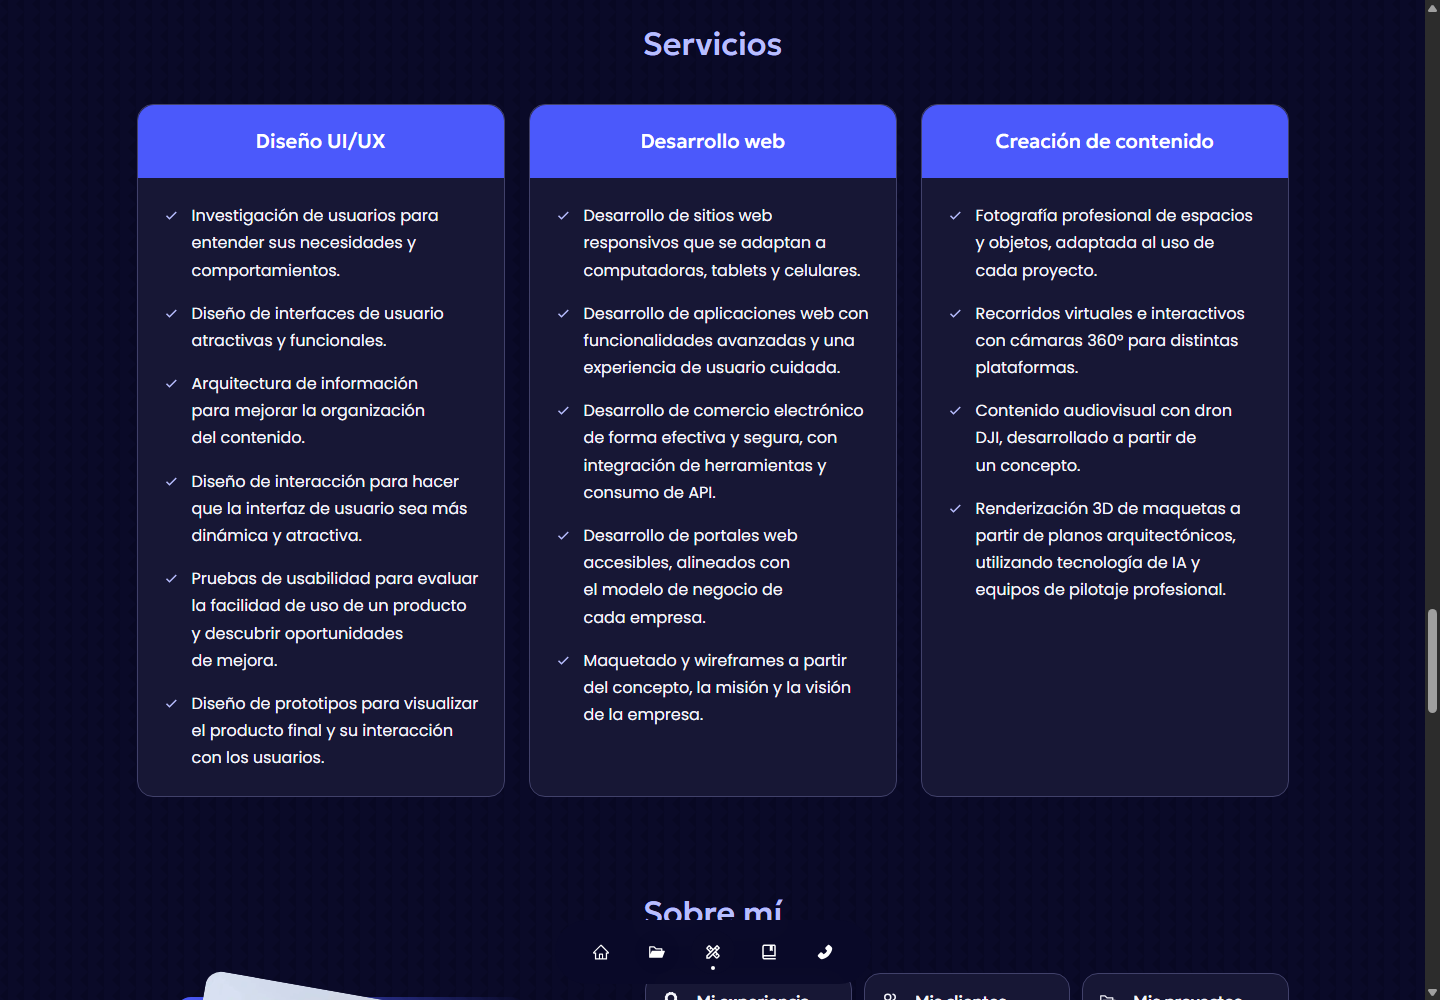 Servicios
Diseño UI/UX
Investigación de usuarios para
entender sus necesidades y
comportamientos.
Diseño de interfaces de usuario
atractivas y funcionales.
Arquitectura de información
para mejorar la organización
del contenido.
Diseño de interacción para hacer
que la interfaz de usuario sea más
dinámica y atractiva.
Pruebas de usabilidad para evaluar
la facilidad de uso de un producto
y descubrir oportunidades
de mejora.
Diseño de prototipos para visualizar
el producto final y su interacción
con los usuarios.
Desarrollo web
Desarrollo de sitios web
responsivos que se adaptan a
computadoras, tablets y celulares.
Desarrollo de aplicaciones web con
funcionalidades avanzadas y una
experiencia de usuario cuidada.
Desarrollo de comercio electrónico
de forma efectiva y segura, con
integración de herramientas y
consumo de API.
Desarrollo de portales web
accesibles, alineados con
el modelo de negocio de
cada empresa.
Maquetado y wireframes a partir
del concepto, la misión y la visión
de la empresa.
Creación de contenido
Fotografía profesional de espacios
y objetos, adaptada al uso de
cada proyecto.
Recorridos virtuales e interactivos
con cámaras 360° para distintas
plataformas.
Contenido audiovisual con dron
DJI, desarrollado a partir de
un concepto.
Renderización 3D de maquetas a
partir de planos arquitectónicos,
utilizando tecnología de IA y
equipos de pilotaje profesional.
Sobre mí
Mi experiencia
Mis clientes
Mis proyectos